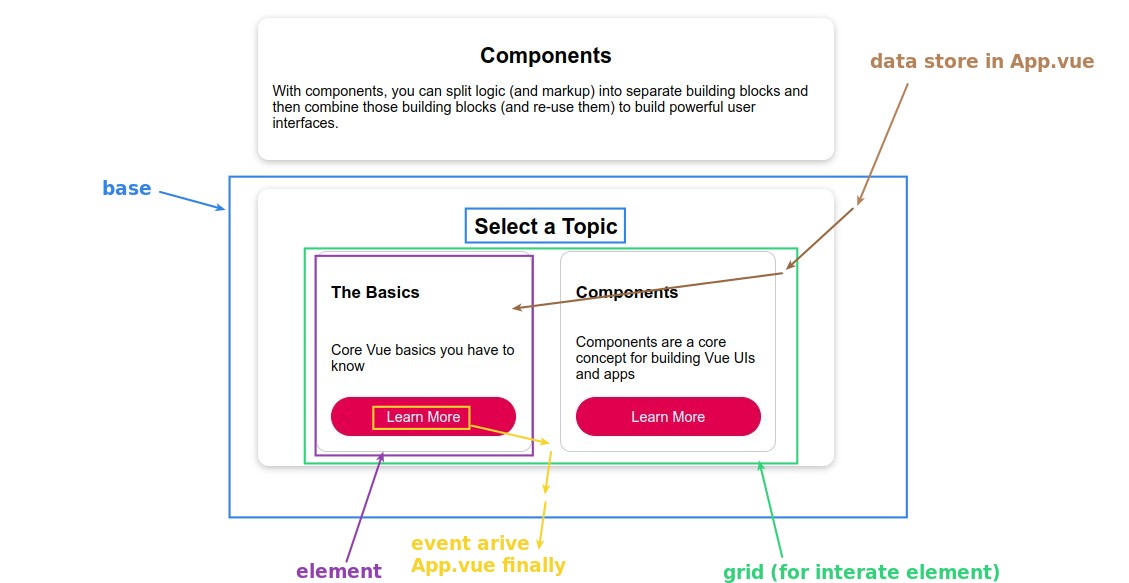 Components
With components, you can split logic (and markup) into separate building blocks and
then combine those building blocks (and re-use them) to build powerful user
interfaces.
data store in App.vue
base
Select a Topic
The Basics
Core Vue basics you have to
know
Learn More
Components
Components are a core
concept for building Vue UIs
and apps
Learn More
element
event arive
App.vue finally
grid (for interate element)